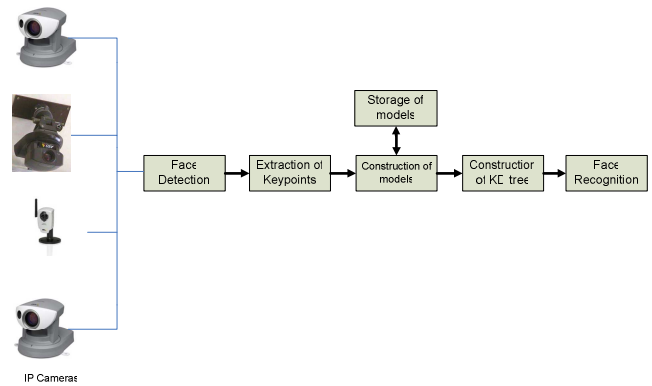 Storage of
models
Face
Detection
Extraction of
Keypoints
Construction of
models
Construction
of KD tree
Face
Recognition
IP Cameras